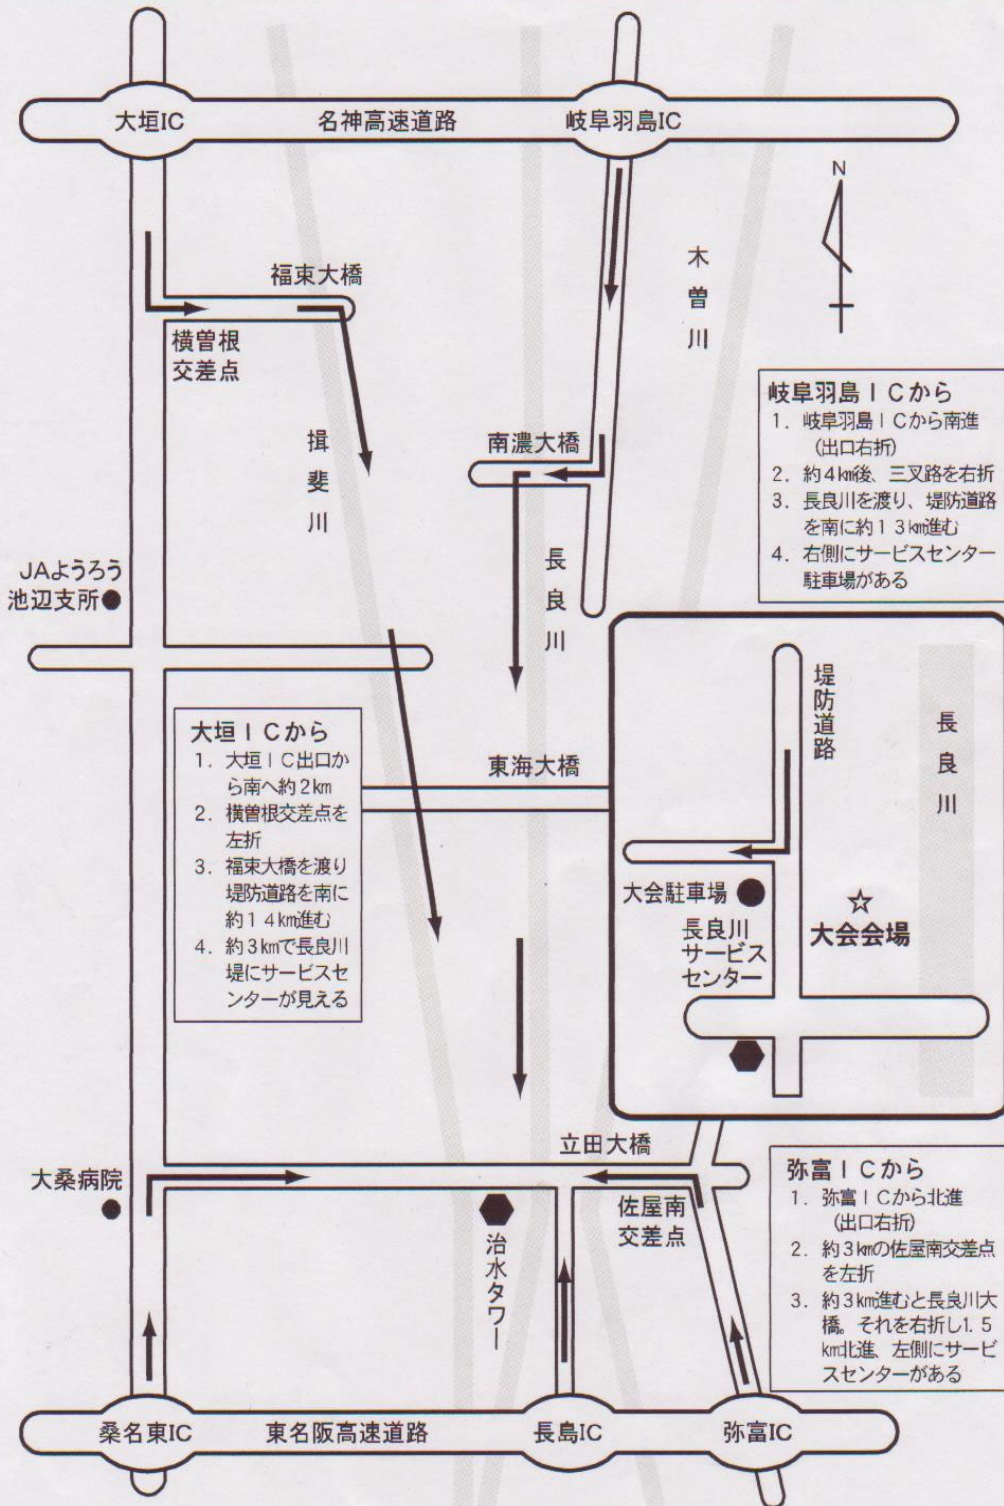 大垣IC
名神高速道路
岐阜羽島IC
N
木曽川
福束大橋
横曽根
交差点
揖斐川
南濃大橋
長良川
岐阜羽島ICから
1. 岐阜羽島ICから南進
(出口右折)
2. 約4km後、三叉路を右折
3. 長良川を渡り、堤防道路
を南に約13km進む
4. 右側にサービスセンター
駐車場がある
JAようろう
池辺支所
大垣ICから
1. 大垣IC出口か
ら南へ約2km
2. 横曽根交差点を
左折
3. 福束大橋を渡り
堤防道路を南に
約14km進む
4. 約3kmで長良川
堤にサービスセ
ンターが見える
東海大橋
堤防道路
長良川
大会駐車場
☆
大会会場
長良川
サービス
センター
大桑病院
立田大橋
佐屋南
交差点
治水タワー
弥富ICから
1. 弥富ICから北進
(出口右折)
2. 約3kmの佐屋南交差点
を左折
3. 約3km進むと長良川大
橋。それを右折し1.5
km北進、左側にサービ
スセンターがある
桑名東IC
東名阪高速道路
長島IC
弥富IC